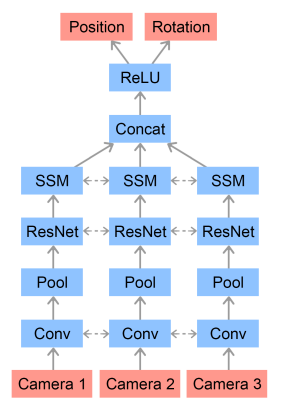 Position Rotation
ReLU
Concat
SSM SSM SSM
ResNet ResNet ResNet
Pool Pool Pool
Conv Conv Conv
Camera 1 Camera 2 Camera 3